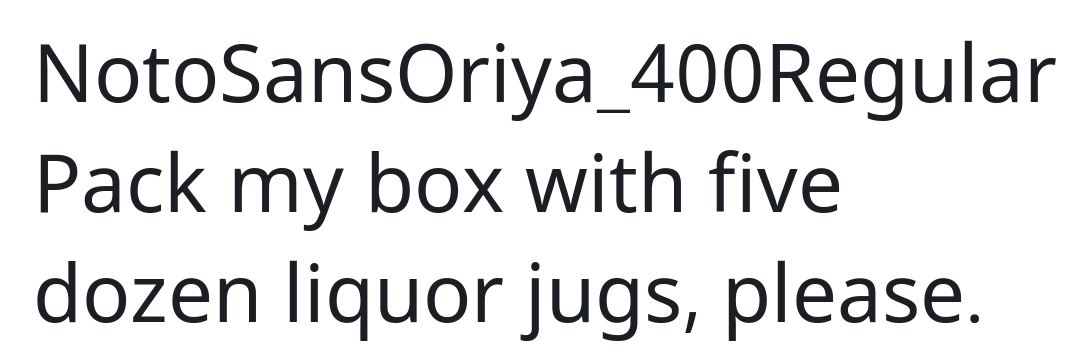 NotoSansOriya_400Regular
Pack my box with five
dozen liquor jugs, please.